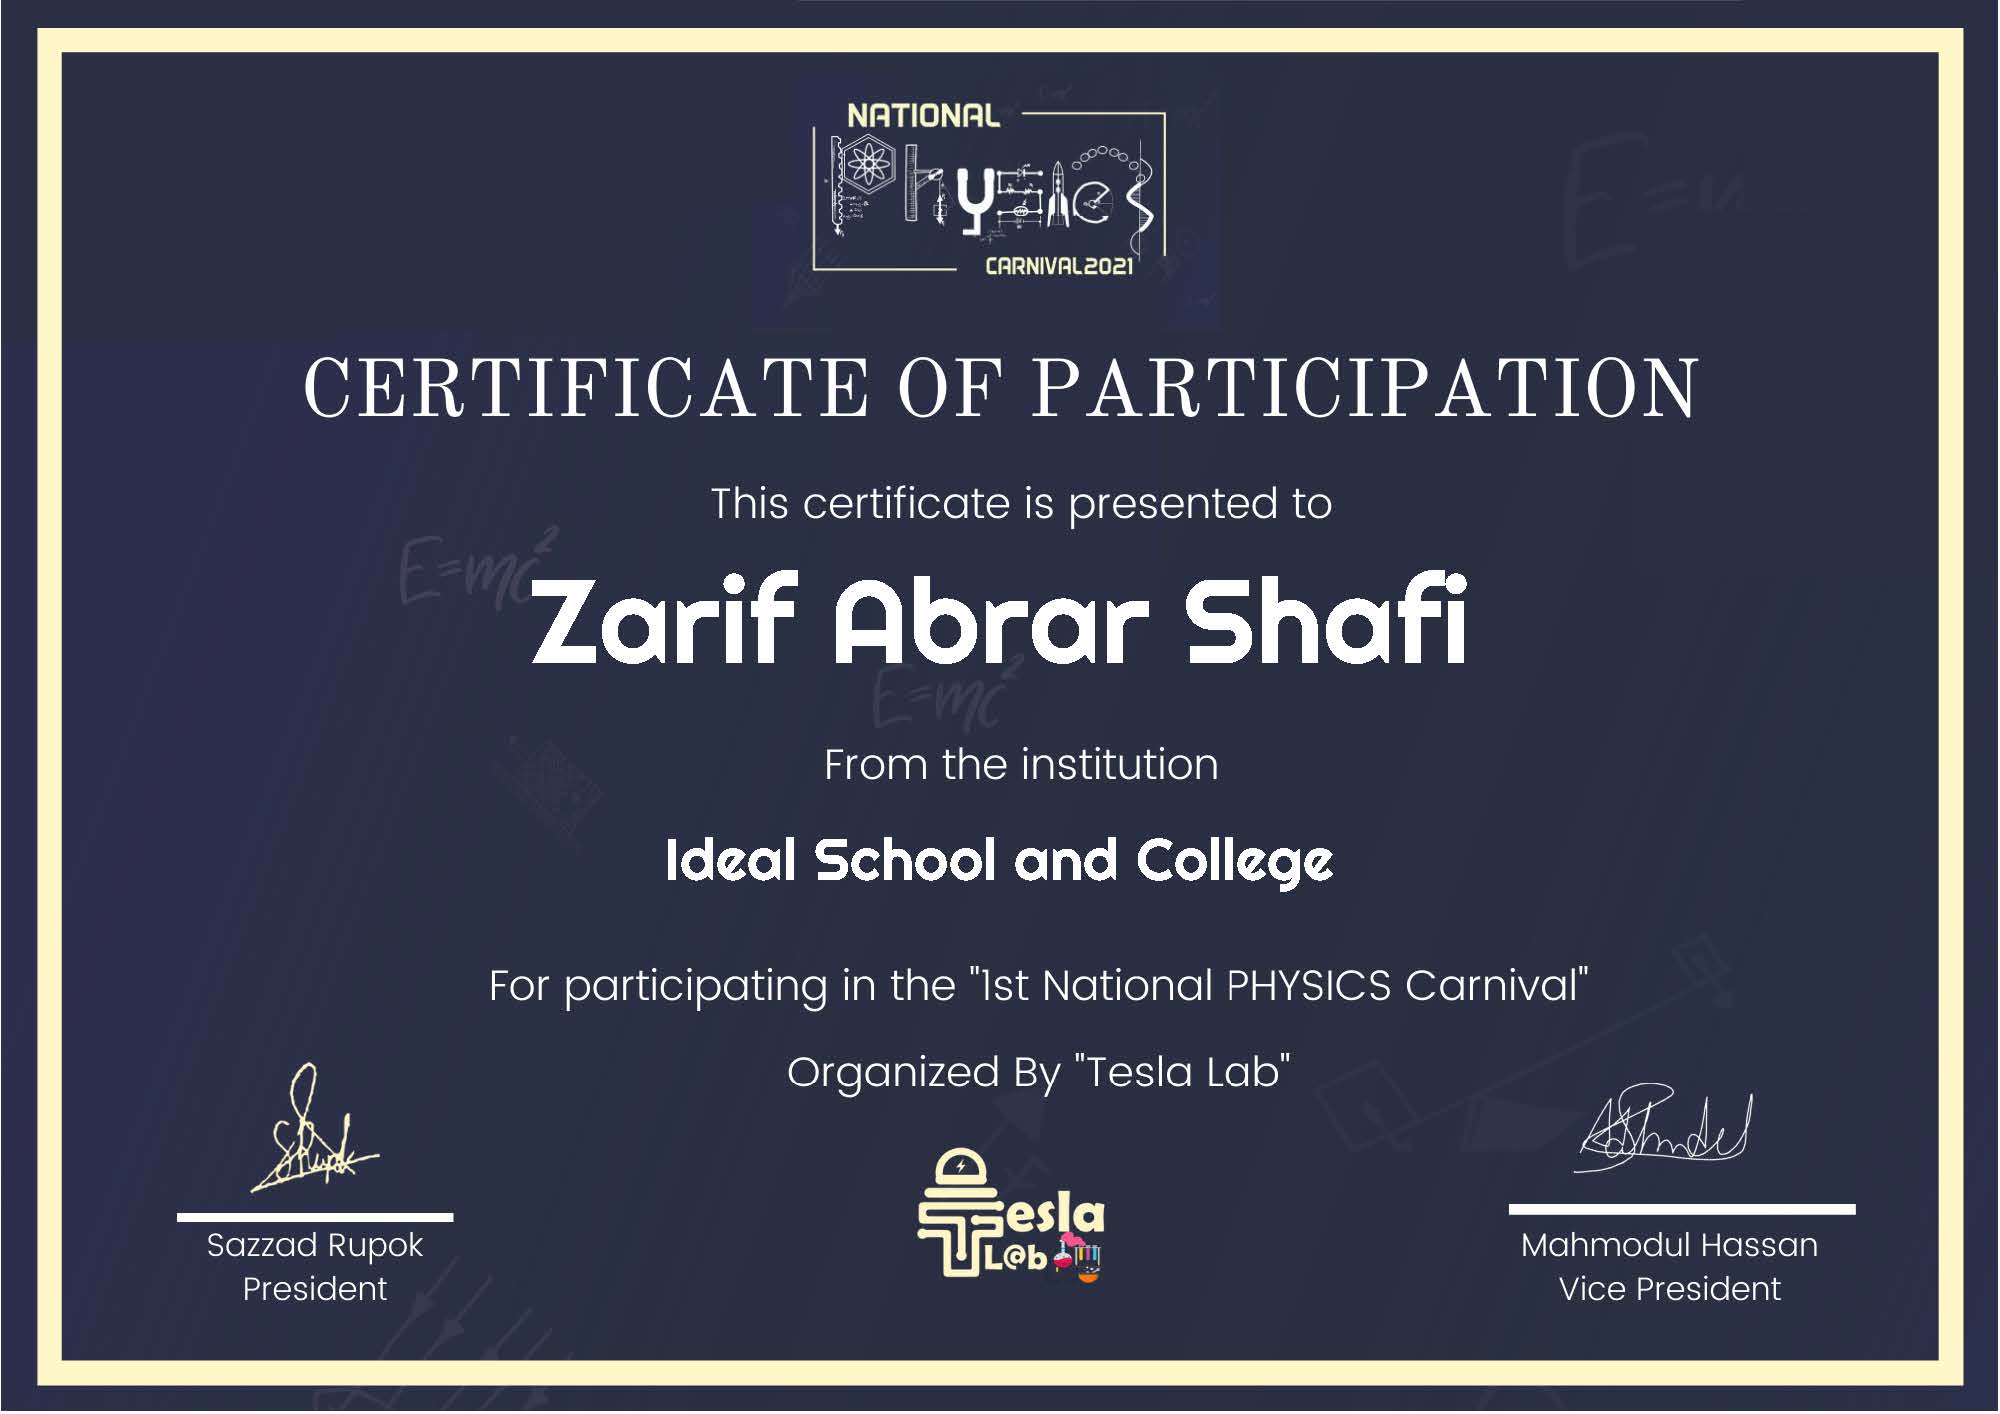 NATIONAL
Physics
CARNIVAL2021
CERTIFICATE OF PARTICIPATION
This certificate is presented to
E=mc²
Zarif Abrar Shafi
E=mc²
From the institution
Ideal School and College
For participating in the "1st National PHYSICS Carnival"
Organized By "Tesla Lab"
Tesla
L@b
Sazzad Rupok
President
Mahmodul Hassan
Vice President